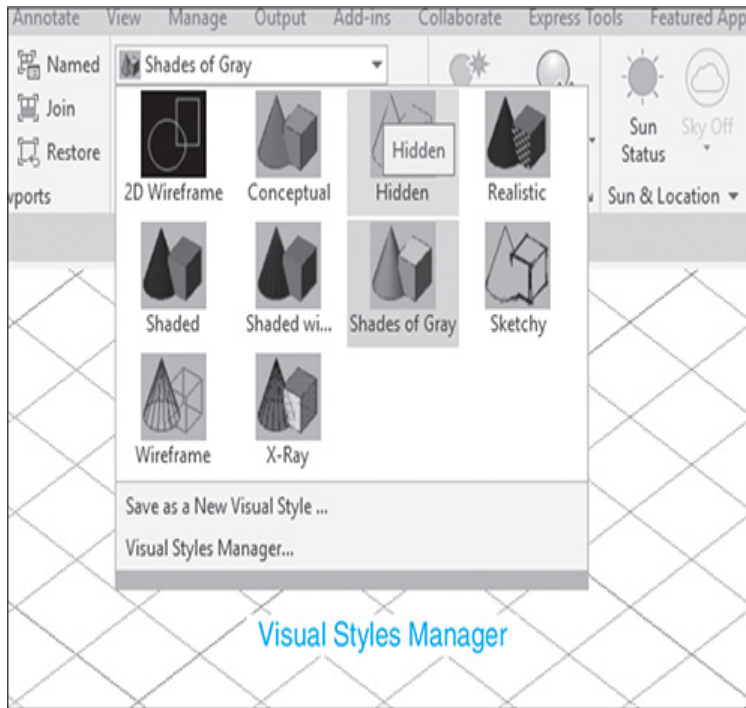 Annotate View Manage Output Add-ins Collaborate Express Tools Featured App
Named
Join
Restore
Shades of Gray
Sun Status
Sky Off
vports
Sun & Location
2D Wireframe Conceptual Hidden Realistic
Hidden
Shaded Shaded wi... Shades of Gray Sketchy
Wireframe X-Ray
Save as a New Visual Style ...
Visual Styles Manager...
Visual Styles Manager